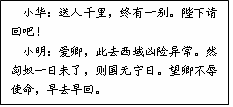 小华：送人千里，终有一别。陛下请
回吧！
小明：爱卿，此去西域凶险异常。然
匈奴一日未了，则国无宁日。望卿不辱
使命，早去早回。